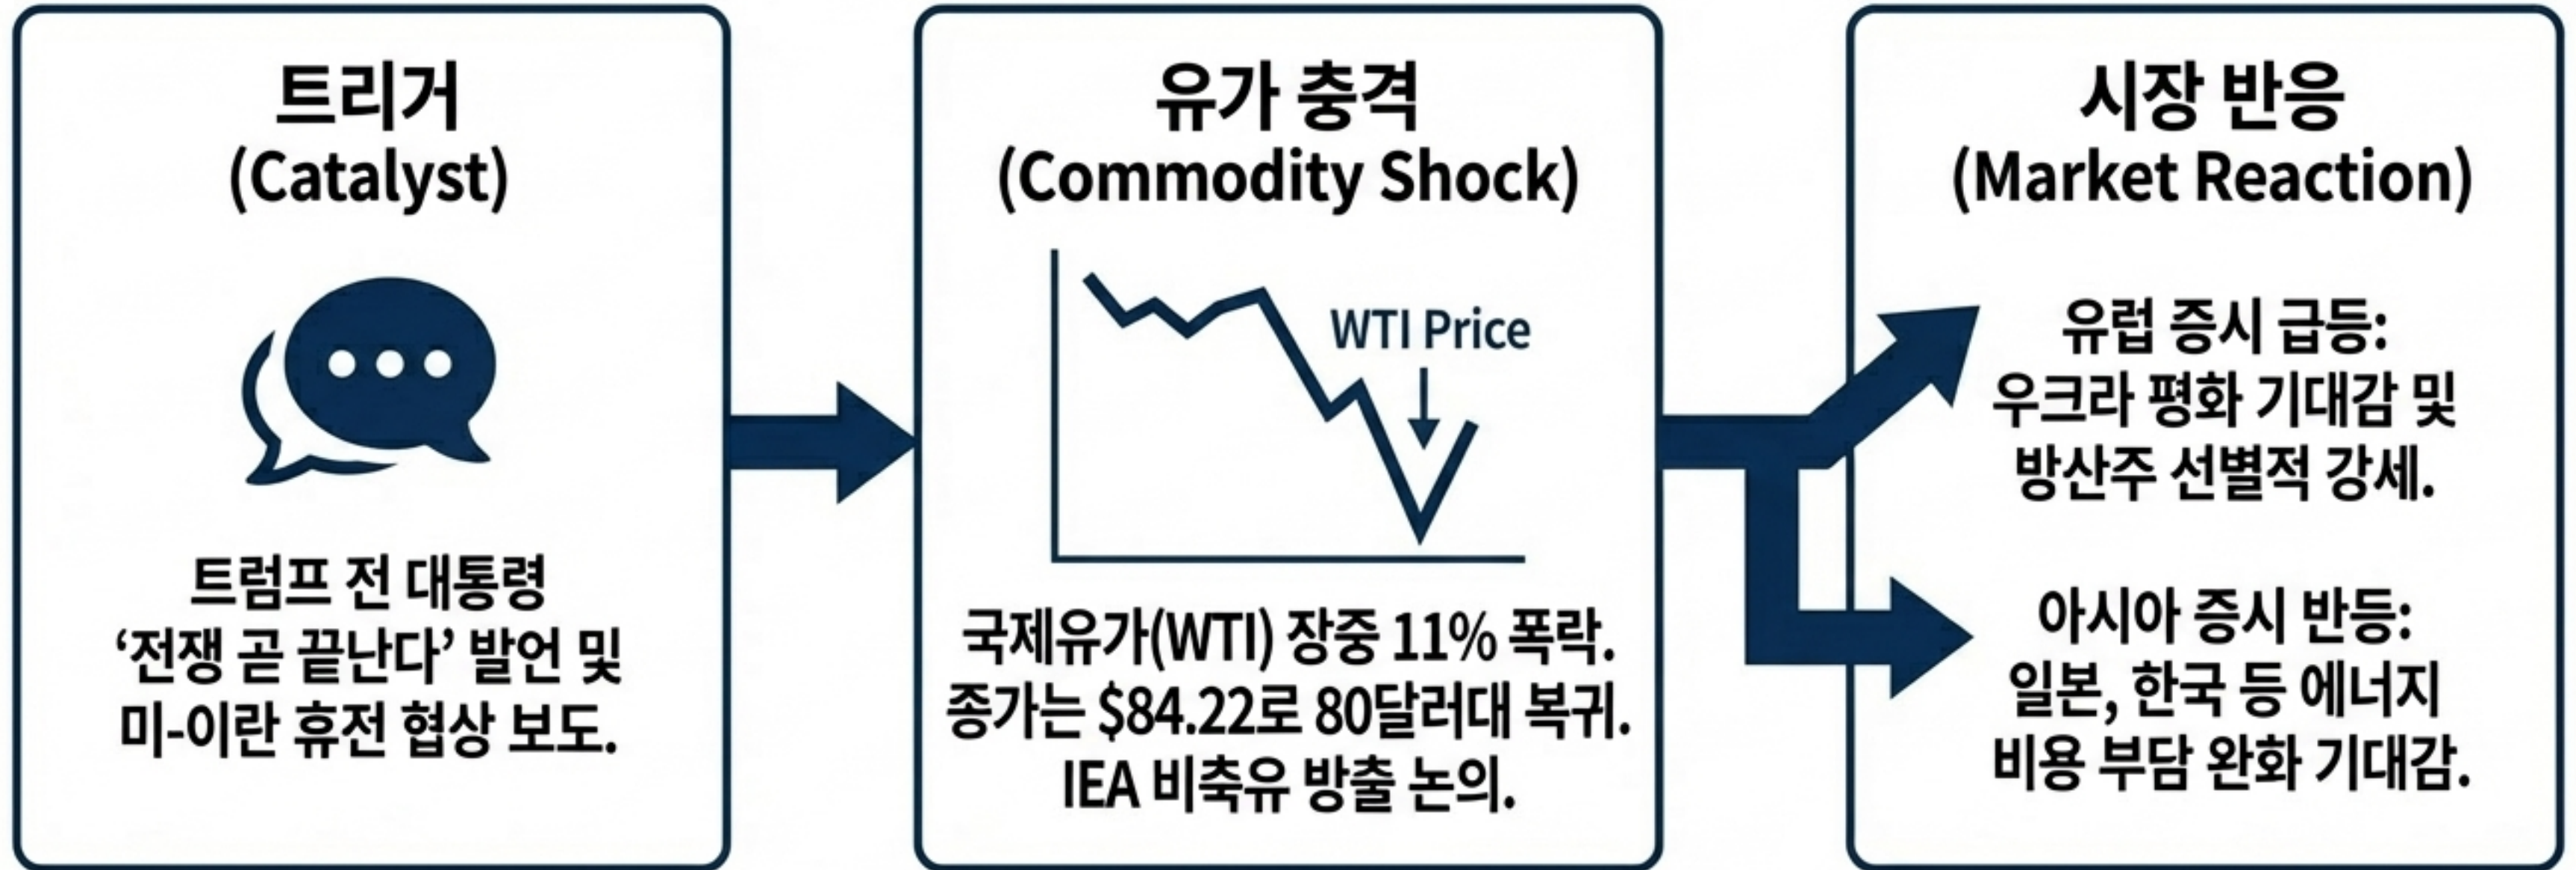 트리거
(Catalyst)
트럼프 전 대통령
‘전쟁 곧 끝난다’ 발언 및
미-이란 휴전 협상 보도.
유가 충격
(Commodity Shock)
WTI Price
국제유가(WTI) 장중 11% 폭락.
종가는 $84.22로 80달러대 복귀.
IEA 비축유 방출 논의.
시장 반응
(Market Reaction)
유럽 증시 급등:
우크라 평화 기대감 및
방산주 선별적 강세.
아시아 증시 반등:
일본, 한국 등 에너지
비용 부담 완화 기대감.